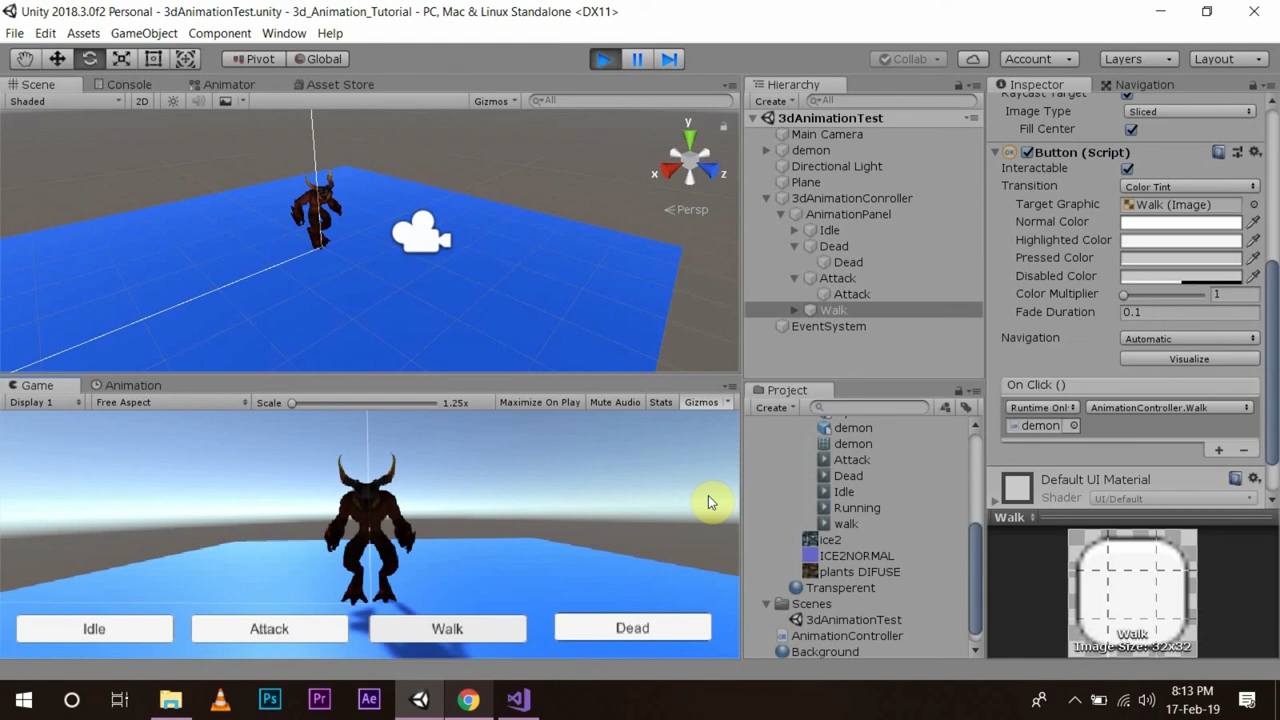 Unity 2018.3.0f2 Personal - 3dAnimationTest.unity - 3d_Animation_Tutorial - PC, Mac & Linux Standalone <DX11>
File Edit Assets GameObject Component Window Help
Pivot Global Collab Account Layers Layout
Scene Console Animator Asset Store
Shaded 2D Gizmos All
y
x z
Persp
Game Animation
Display 1 Free Aspect Scale 1.25x Maximize On Play Mute Audio Stats Gizmos
Idle Attack Walk Dead
Hierarchy
Create All
3dAnimationTest
Main Camera
demon
Directional Light
Plane
3dAnimationConroller
AnimationPanel
Idle
Dead
Dead
Attack
Attack
Walk
EventSystem
Project
Create
demon
demon
Attack
Dead
Idle
Running
walk
ice2
ICE2NORMAL
plants DIFUSE
Transperent
Scenes
3dAnimationTest
AnimationController
Background
Inspector Navigation
Raycast Target
Image Type Sliced
Fill Center
Button (Script)
Interactable
Transition Color Tint
Target Graphic Walk (Image)
Normal Color
Highlighted Color
Pressed Color
Disabled Color
Color Multiplier 1
Fade Duration 0.1
Navigation Automatic
Visualize
On Click ()
Runtime Onl AnimationController.Walk
demon
Default UI Material
Shader UI/Default
Walk
Walk
Image Size: 32x32
Ps Pr Ae
8:13 PM
17-Feb-19